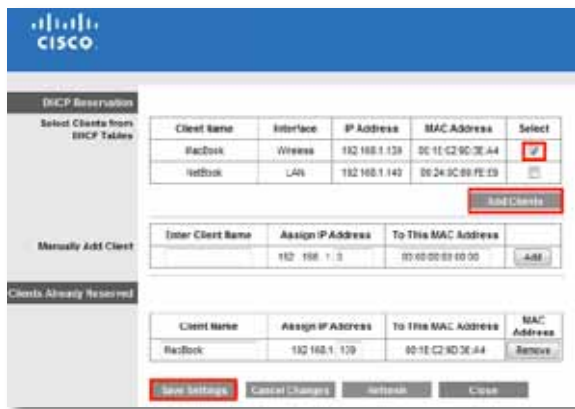 CISCO
DHCP Reservation
Select Clients from
DHCP Tables
Client Name Interface IP Address MAC Address Select
MacBook Wireless 192.168.1.139
NetBook LAN 192.168.1.140
Add Clients
Manually Add Client
Enter Client Name Assign IP Address To This MAC Address
192 168 . 1 . 0 00:00:00:00:00:00 Add
Clients Already Reserved
Client Name Assign IP Address To This MAC Address MAC Address
MacBook 192.168.1.139 Remove
Save Settings Cancel Changes Refresh Close